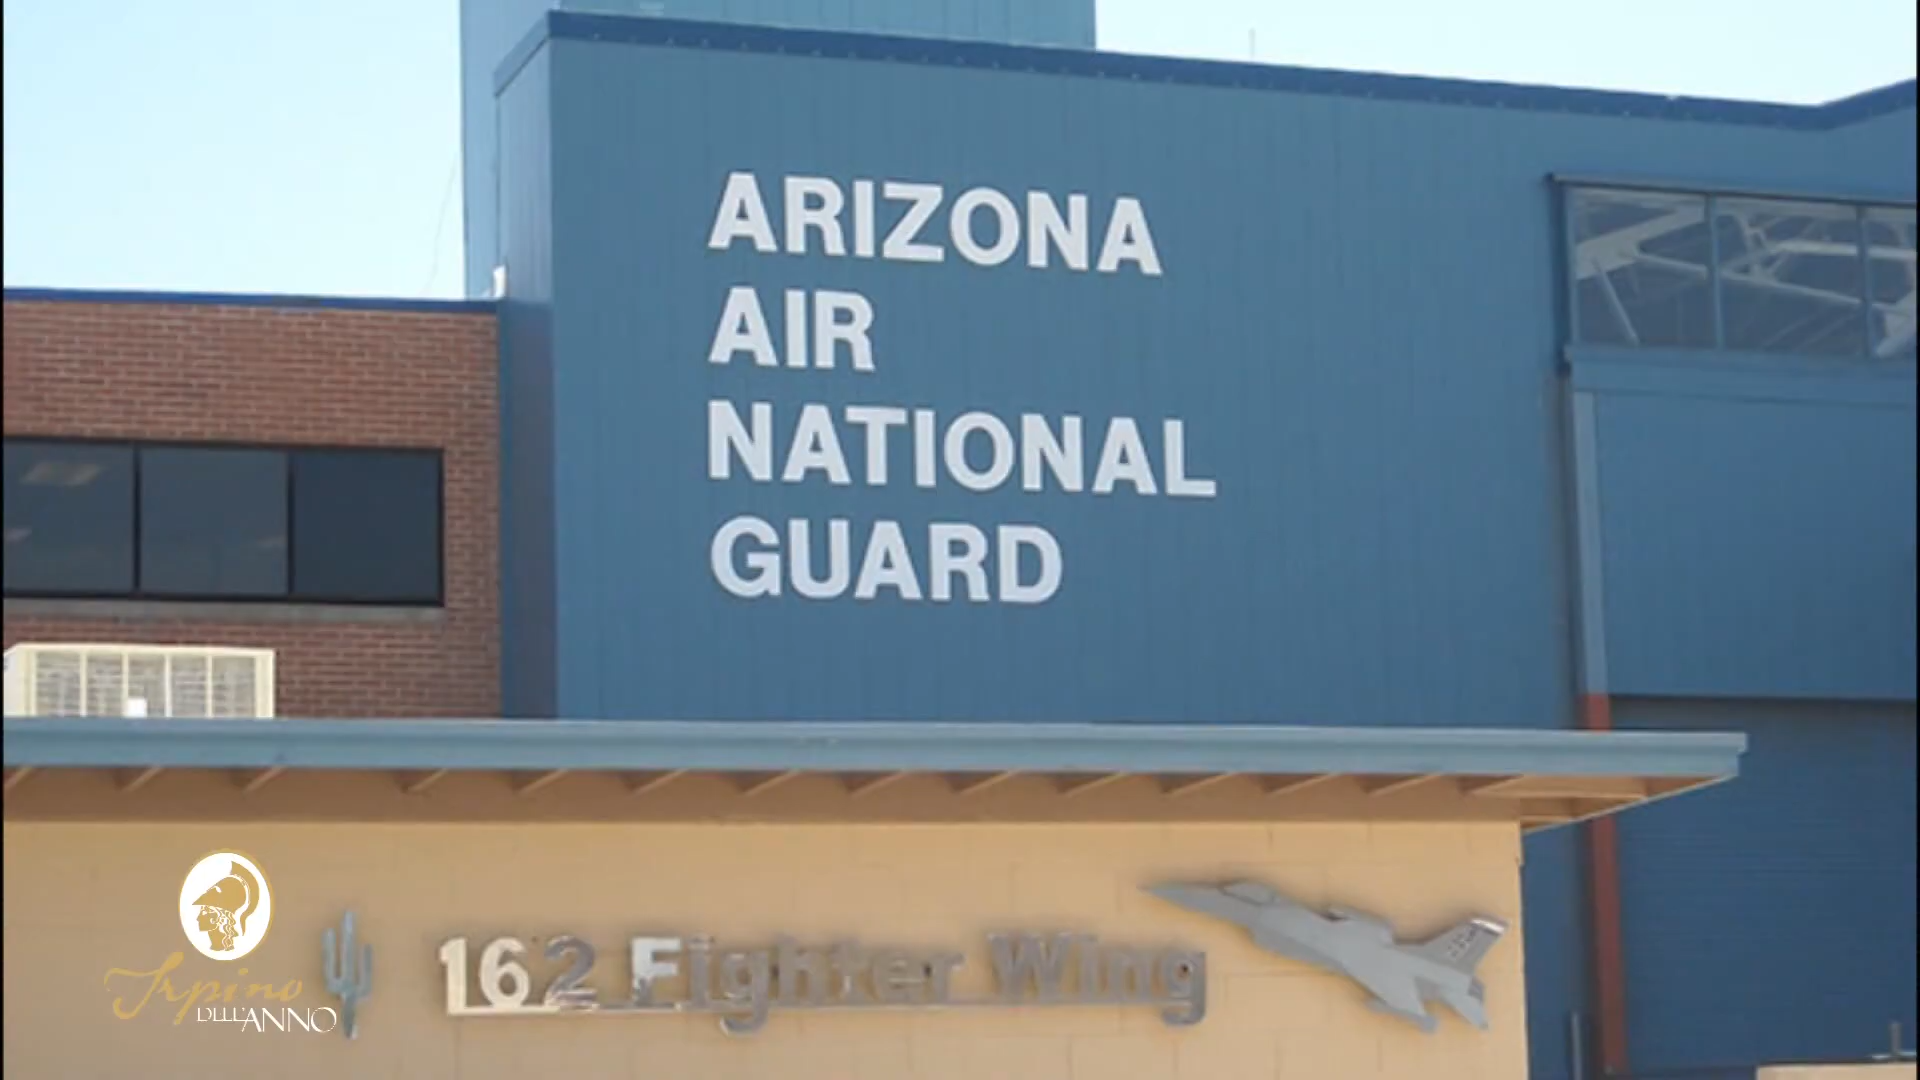 ARIZONA
AIR
NATIONAL
GUARD
162 Fighter Wing
Irpino
DELL'ANNO